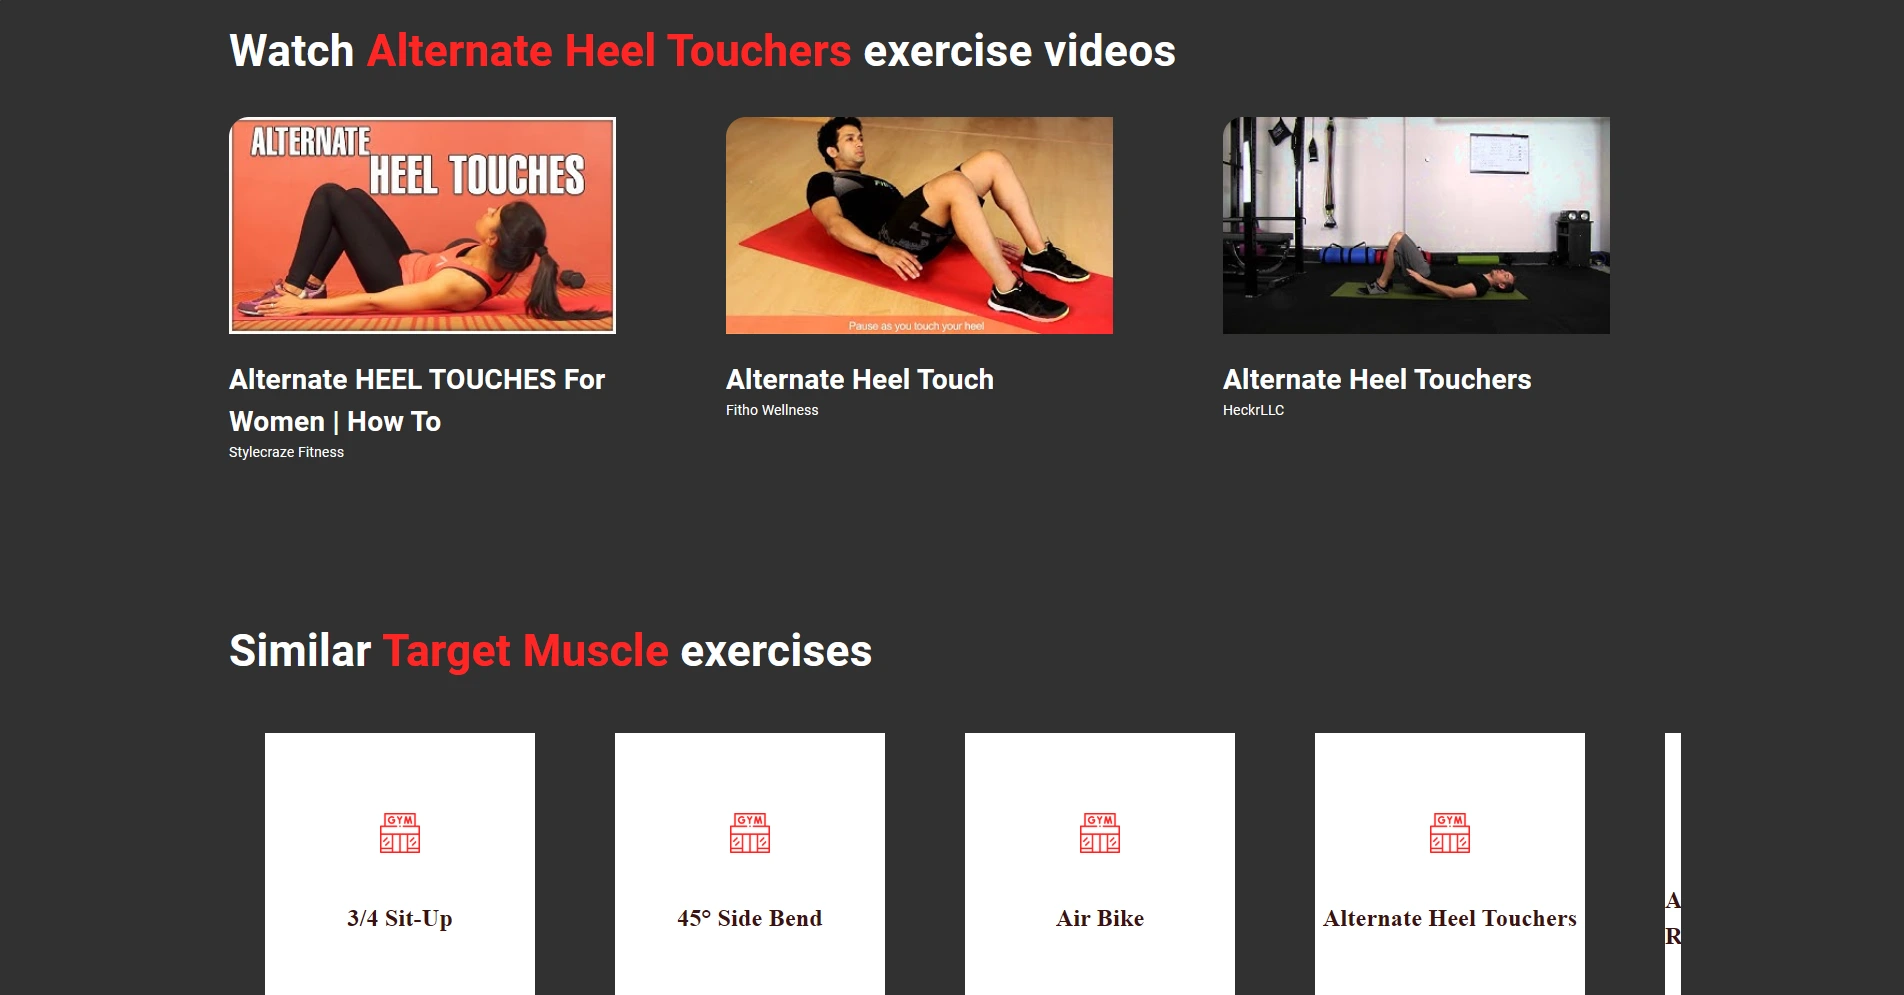 Watch Alternate Heel Touchers exercise videos
ALTERNATE
HEEL TOUCHES
Pause as you touch your heel
Alternate HEEL TOUCHES For
Women | How To
Stylecraze Fitness
Alternate Heel Touch
Fitho Wellness
Alternate Heel Touchers
HeckrLLC
Similar Target Muscle exercises
GYM
3/4 Sit-Up
GYM
45° Side Bend
GYM
Air Bike
GYM
Alternate Heel Touchers
A
R